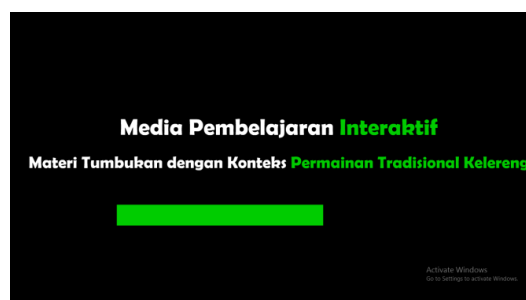 Media Pembelajaran Interaktif
Materi Tumbukan dengan Konteks Permainan Tradisional Kelereng
Activate Windows
Go to Settings to activate Windows.